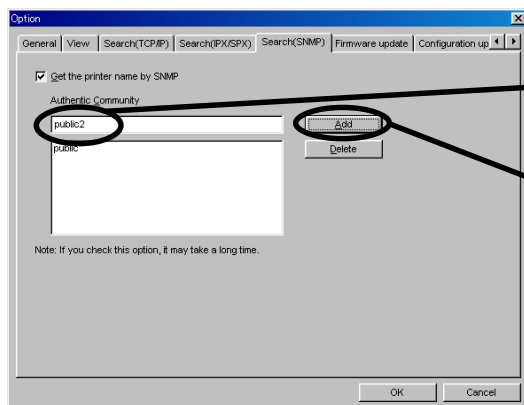 Option
General View Search(TCP/IP) Search(IPX/SPX) Search(SNMP) Firmware update Configuration up
Get the printer name by SNMP
Authentic Community
public2 Add
public Delete
Note: If you check this option, it may take a long time.
OK Cancel